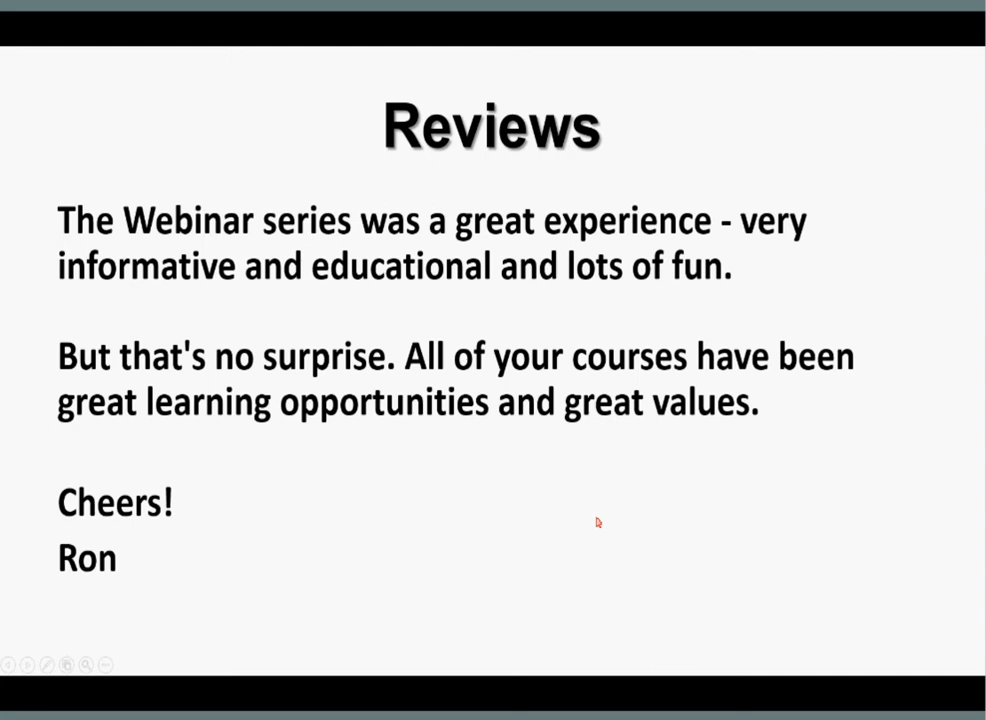 Reviews
The Webinar series was a great experience - very
informative and educational and lots of fun.
But that's no surprise. All of your courses have been
great learning opportunities and great values.
Cheers!
Ron